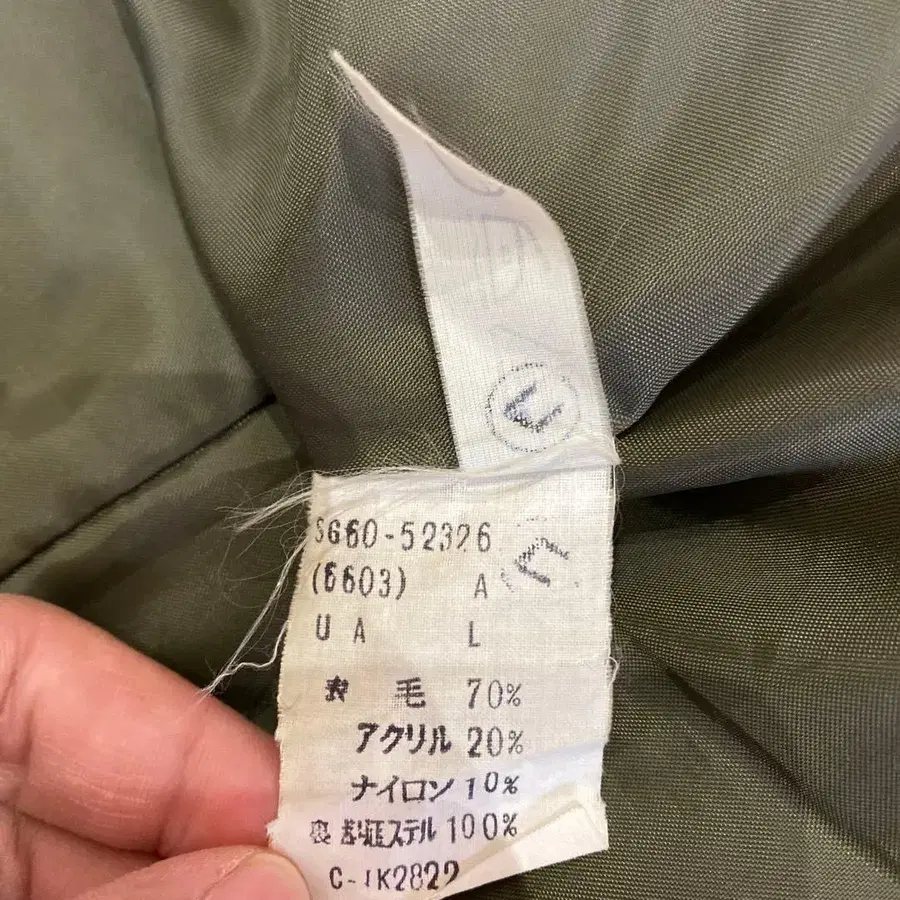 SG60-52326
(6603) A
U A L
表 毛 70%
アクリル 20%
ナイロン 10%
裏 ポリエステル 100%
C-JK2822